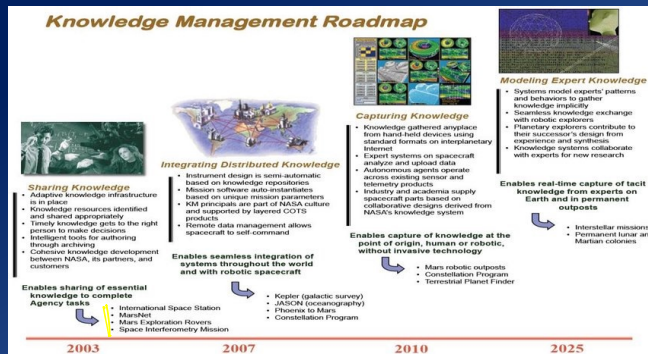 Knowledge Management Roadmap
Sharing Knowledge
• Adaptive knowledge infrastructure
is in place
• Knowledge resources identified
and shared appropriately
• Timely knowledge gets to the right
person to make decisions
• Intelligent tools for authoring
through archiving
• Cohesive knowledge development
between NASA, its partners, and
customers
Enables sharing of essential
knowledge to complete
Agency tasks
• International Space Station
• MarsNet
• Mars Exploration Rovers
• Space Interferometry Mission
2003
Integrating Distributed Knowledge
• Instrument design is semi-automatic
based on knowledge repositories
• Mission software auto-instantiates
based on unique mission parameters
• KM principals are part of NASA culture
and supported by layered COTS
products
• Remote data management allows
spacecraft to self-command
Enables seamless integration of
systems throughout the world
and with robotic spacecraft
• Kepler (galactic survey)
• JASON (oceanography)
• Phoenix to Mars
• Constellation Program
2007
Capturing Knowledge
• Knowledge gathered anyplace
from hand-held devices using
standard formats on interplanetary
Internet
• Expert systems on spacecraft
analyze and upload data
• Autonomous agents operate
across existing sensor and
telemetry products
• Industry and academia supply
spacecraft parts based on
collaborative designs derived from
NASA's knowledge system
Enables capture of knowledge at the
point of origin, human or robotic,
without invasive technology
• Mars robotic outposts
• Constellation Program
• Terrestrial Planet Finder
2010
Modeling Expert Knowledge
• Systems model experts' patterns
and behaviors to gather
knowledge implicitly
• Seamless knowledge exchange
with robotic explorers
• Planetary explorers contribute to
their successor's design from
experience and synthesis
• Knowledge systems collaborate
with experts for new research
Enables real-time capture of tacit
knowledge from experts on
Earth and in permanent
outposts
• Interstellar missions
• Permanent lunar and
Martian colonies
2025